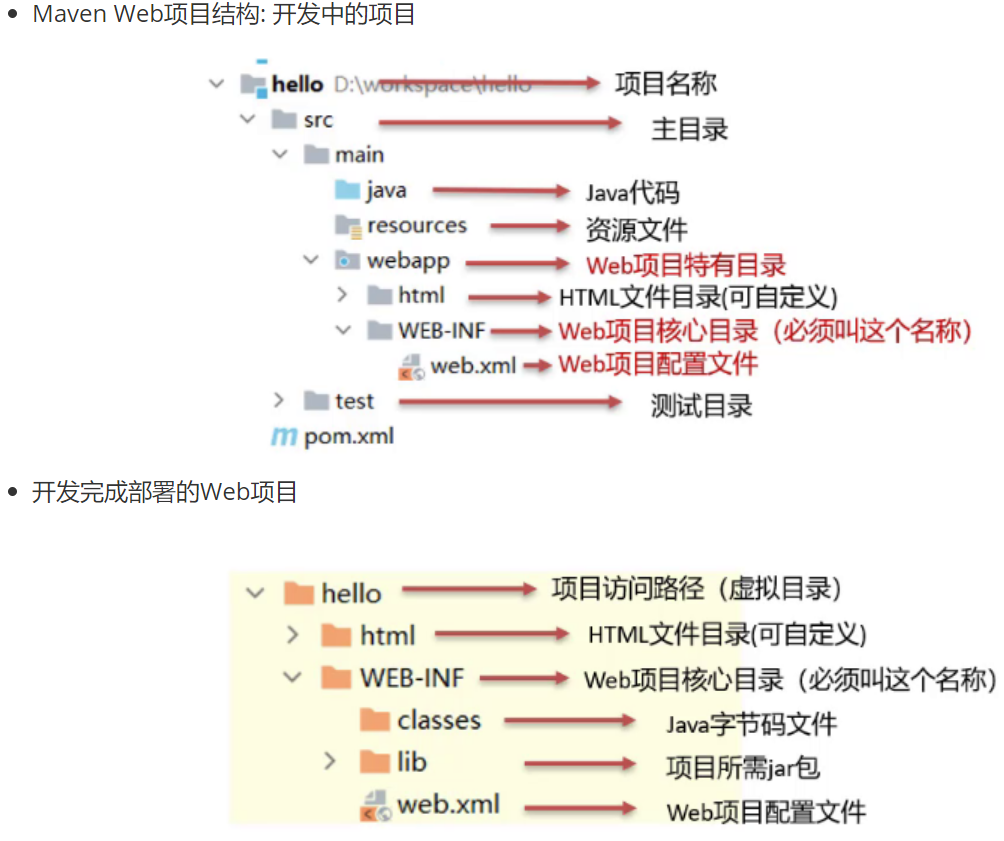 Maven Web项目结构: 开发中的项目
hello D:\workspace\hello 项目名称
src 主目录
main
java Java代码
resources 资源文件
webapp Web项目特有目录
html HTML文件目录(可自定义)
WEB-INF Web项目核心目录（必须叫这个名称）
web.xml Web项目配置文件
test 测试目录
m pom.xml
开发完成部署的Web项目
hello 项目访问路径（虚拟目录）
html HTML文件目录(可自定义)
WEB-INF Web项目核心目录（必须叫这个名称）
classes Java字节码文件
lib 项目所需jar包
web.xml Web项目配置文件